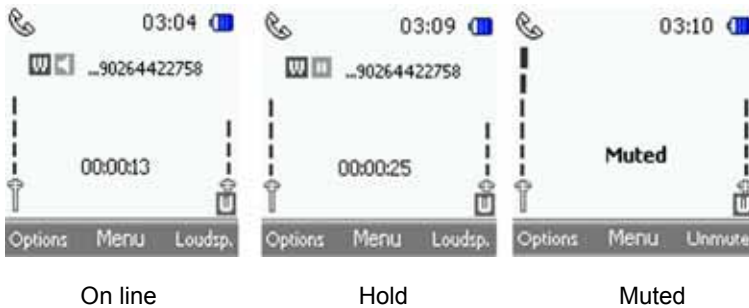 03:04
W ...90264422758
00:00:13
Options Menu Loudsp.
On line
03:09
W ...90264422758
00:00:25
Options Menu Loudsp.
Hold
03:10
Muted
Options Menu Unmute
Muted